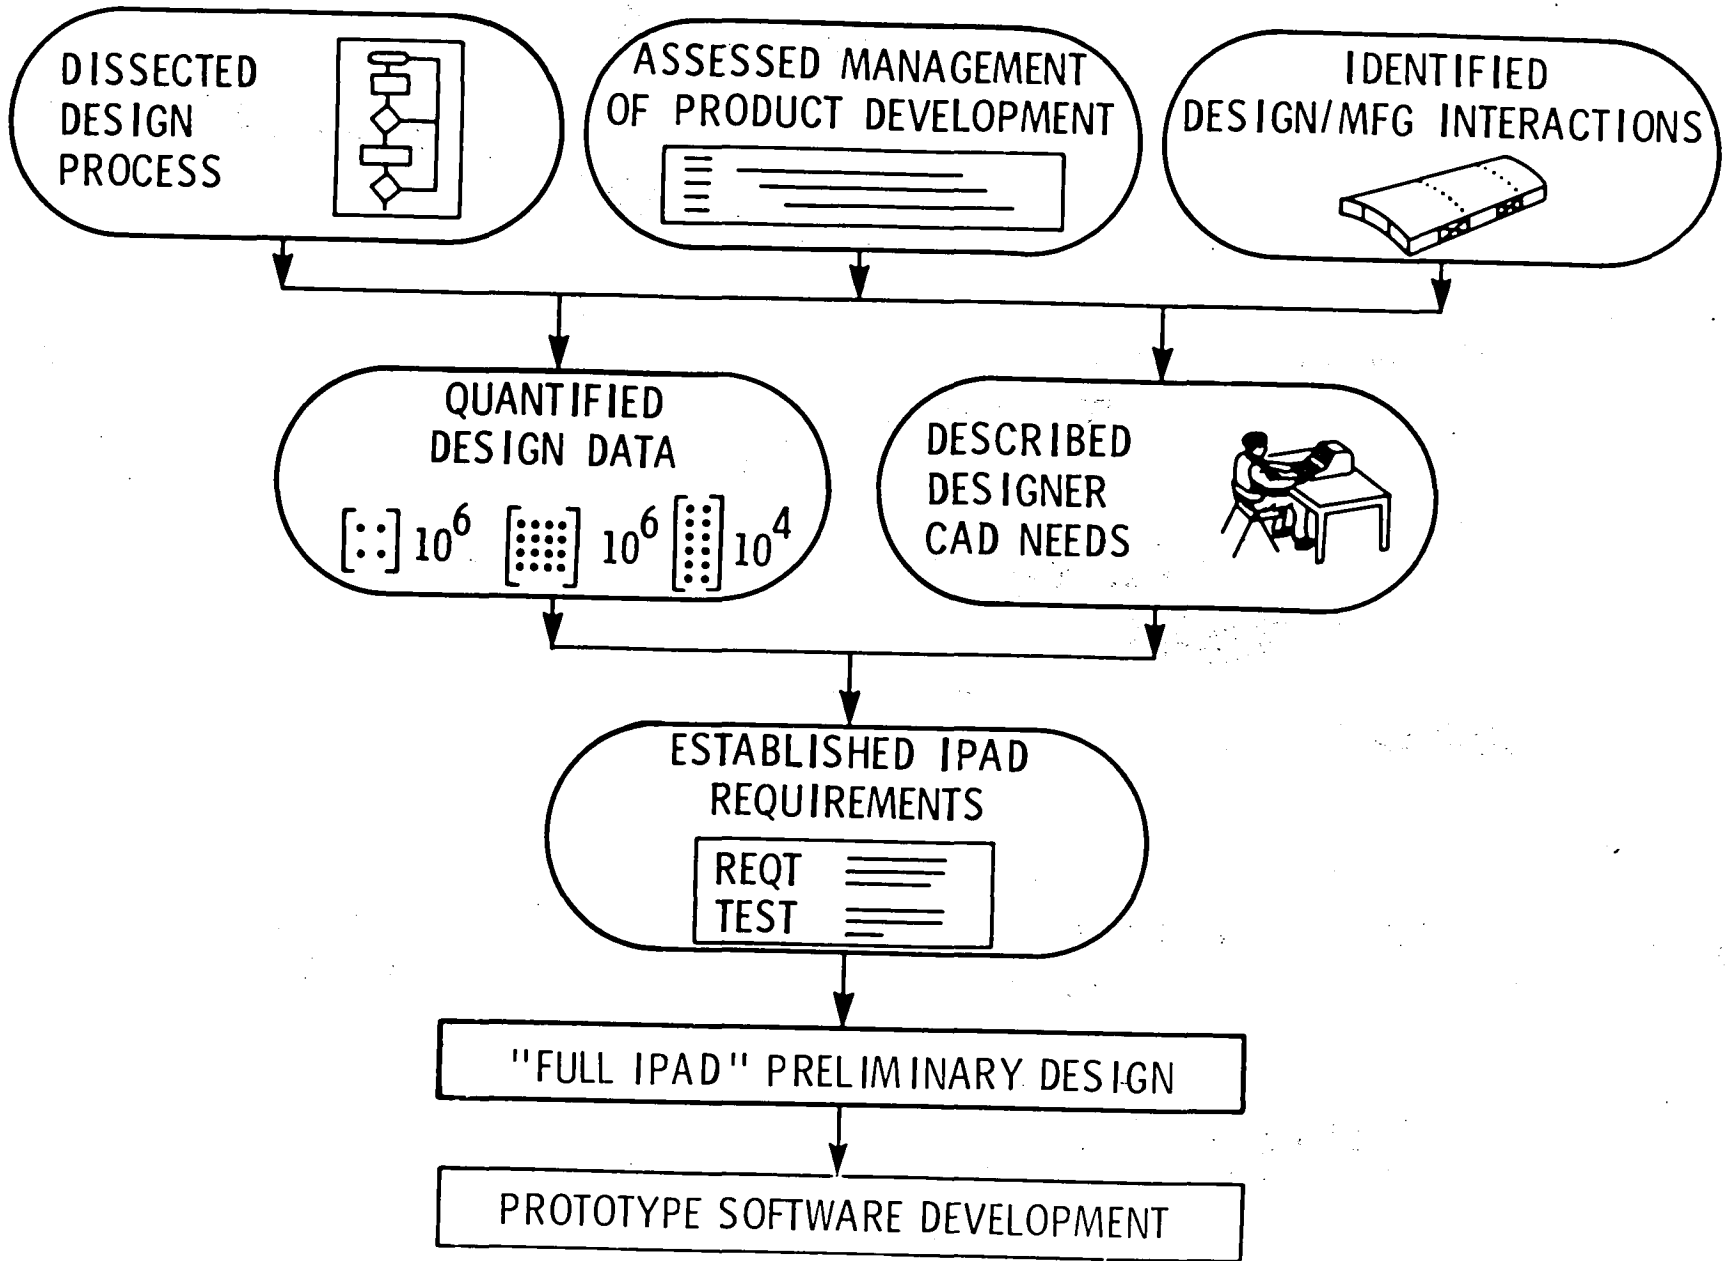 DISSECTED
DESIGN
PROCESS
ASSESSED MANAGEMENT
OF PRODUCT DEVELOPMENT
IDENTIFIED
DESIGN/MFG INTERACTIONS
QUANTIFIED
DESIGN DATA
10^6 10^6 10^4
DESCRIBED
DESIGNER
CAD NEEDS
ESTABLISHED IPAD
REQUIREMENTS
REQT
TEST
"FULL IPAD" PRELIMINARY DESIGN
PROTOTYPE SOFTWARE DEVELOPMENT